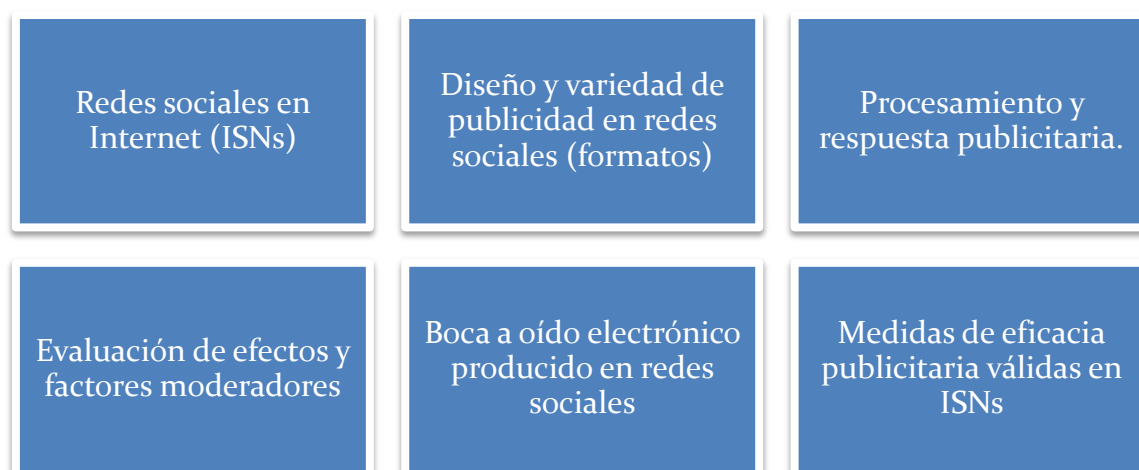 Redes sociales en
Internet (ISNs)
Diseño y variedad de
publicidad en redes
sociales (formatos)
Procesamiento y
respuesta publicitaria.
Evaluación de efectos y
factores moderadores
Boca a oído electrónico
producido en redes
sociales
Medidas de eficacia
publicitaria válidas en
ISNs